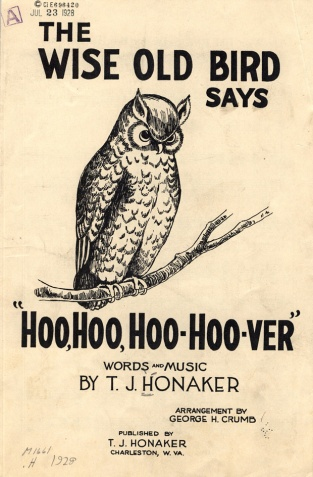 © CIE698420
JUL 23 1928
A
THE
WISE OLD BIRD
SAYS
"HOO, HOO, HOO-HOO-VER"
WORDS AND MUSIC
BY T. J. HONAKER
ARRANGEMENT BY
GEORGE H. CRUMB
PUBLISHED BY
T. J. HONAKER
CHARLESTON, W. VA.
M1661
.H 1928